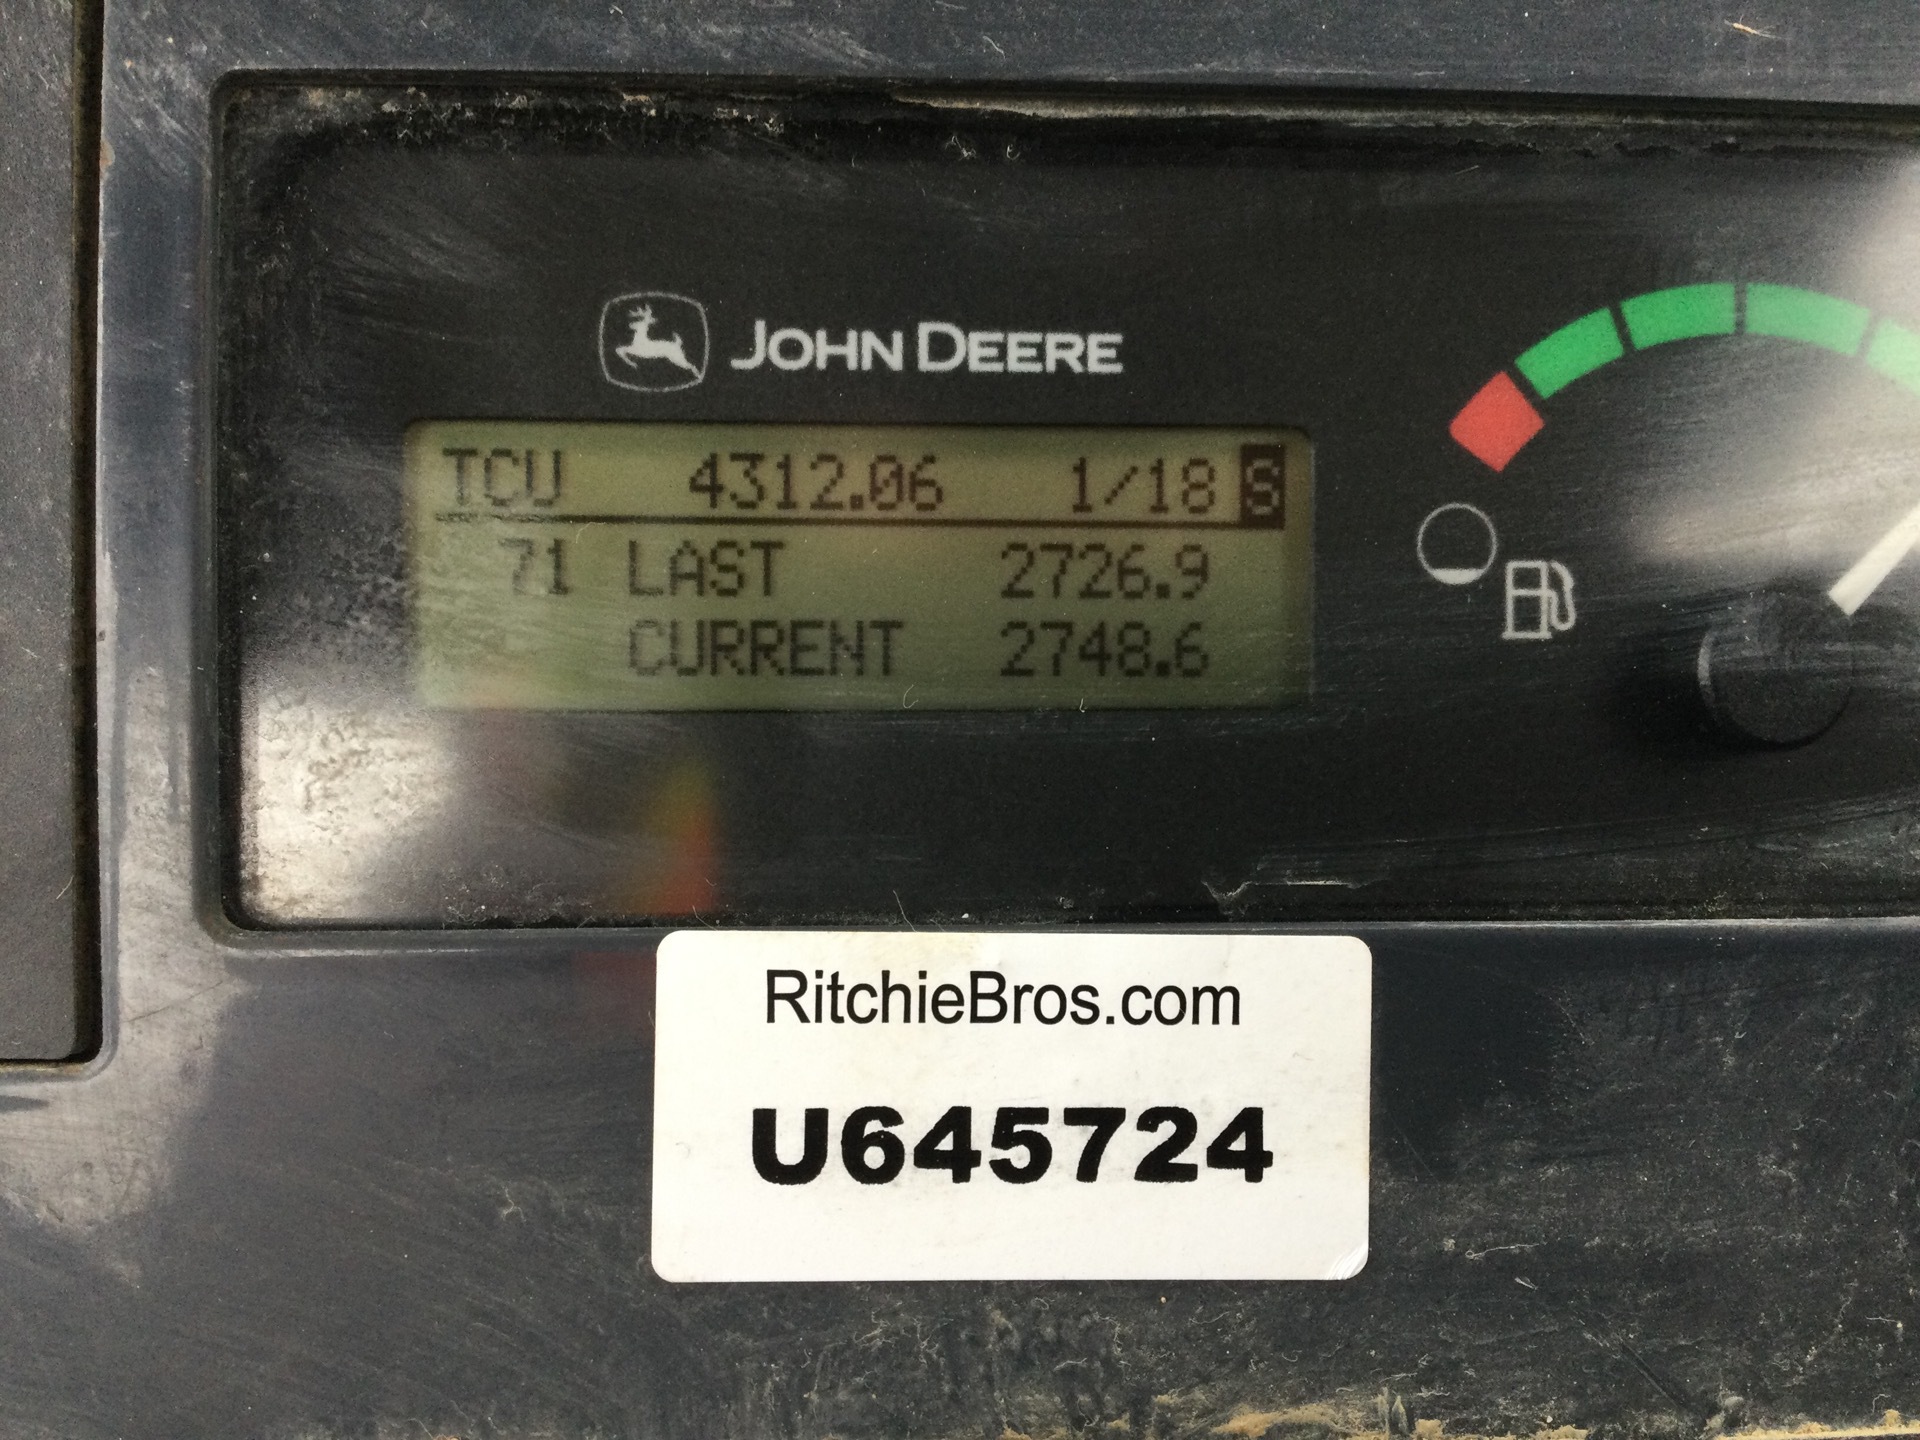 JOHN DEERE
TCU 4312.06 1/18 S
71 LAST 2726.9
CURRENT 2748.6
RitchieBros.com
U645724